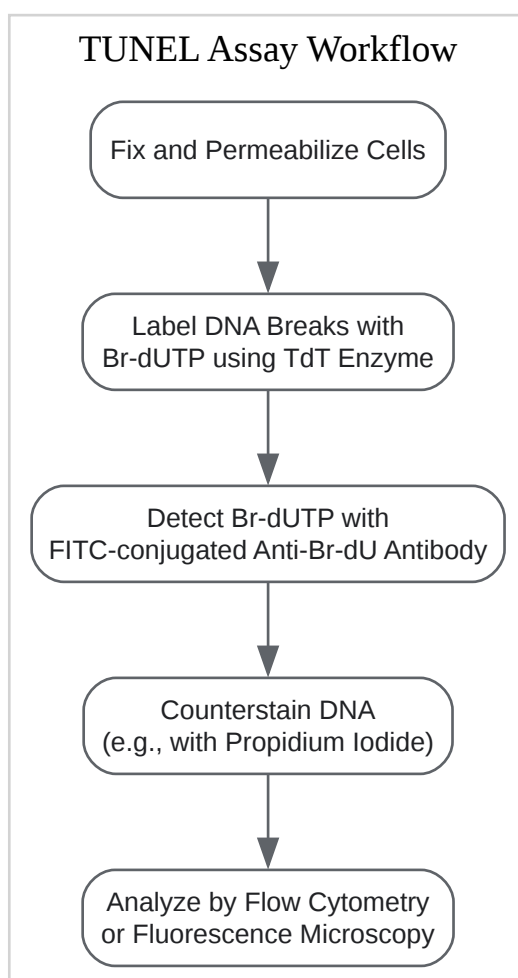 TUNEL Assay Workflow
Fix and Permeabilize Cells
Label DNA Breaks with
Br-dUTP using TdT Enzyme
Detect Br-dUTP with
FITC-conjugated Anti-Br-dU Antibody
Counterstain DNA
(e.g., with Propidium Iodide)
Analyze by Flow Cytometry
or Fluorescence Microscopy